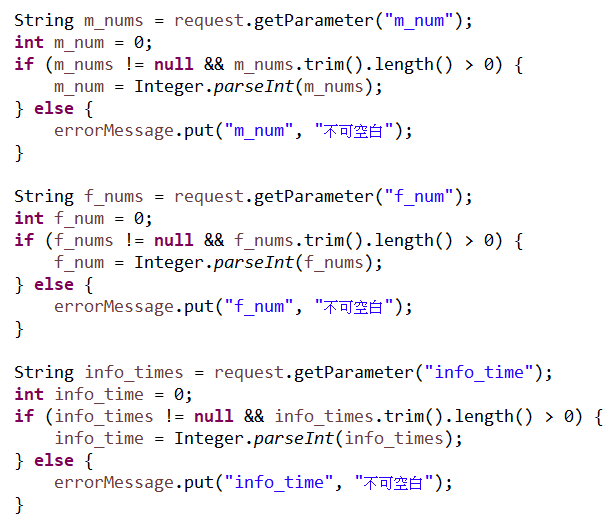 String m_nums = request.getParameter("m_num");
int m_num = 0;
if (m_nums != null && m_nums.trim().length() > 0) {
    m_num = Integer.parseInt(m_nums);
} else {
    errorMessage.put("m_num", "不可空白");
}

String f_nums = request.getParameter("f_num");
int f_num = 0;
if (f_nums != null && f_nums.trim().length() > 0) {
    f_num = Integer.parseInt(f_nums);
} else {
    errorMessage.put("f_num", "不可空白");
}

String info_times = request.getParameter("info_time");
int info_time = 0;
if (info_times != null && info_times.trim().length() > 0) {
    info_time = Integer.parseInt(info_times);
} else {
    errorMessage.put("info_time", "不可空白");
}